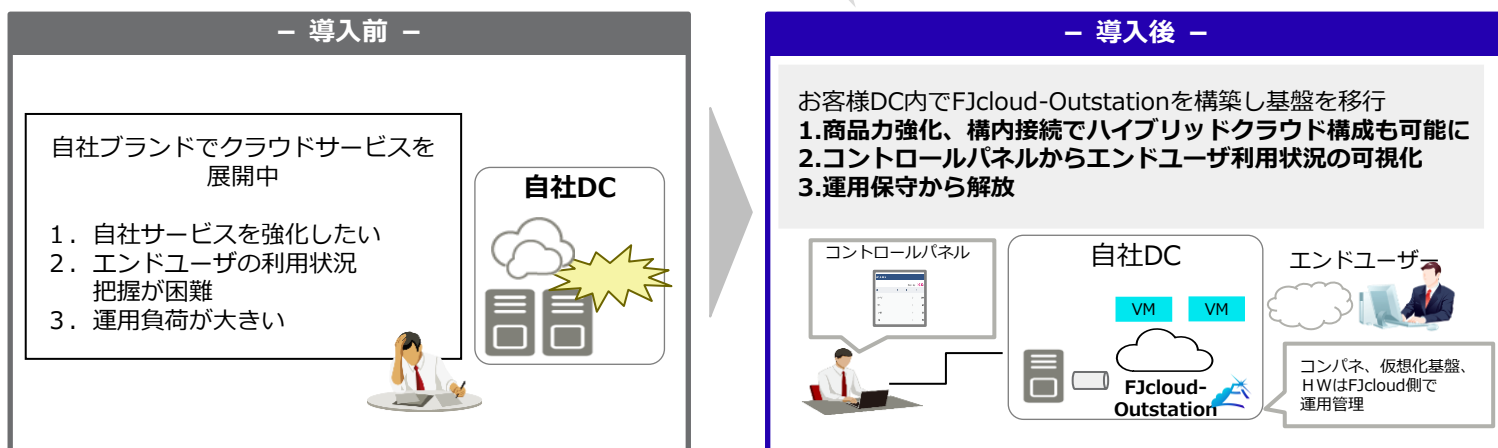 － 導入前 －
自社ブランドでクラウドサービスを
展開中
１．自社サービスを強化したい
２．エンドユーザの利用状況
把握が困難
３．運用負荷が大きい
自社DC
－ 導入後 －
お客様DC内でFJcloud-Outstationを構築し基盤を移行
1.商品力強化、構内接続でハイブリッドクラウド構成も可能に
2.コントロールパネルからエンドユーザ利用状況の可視化
3.運用保守から解放
コントロールパネル
自社DC
VM
VM
FJcloud-
Outstation
エンドユーザー
コンパネ、仮想化基盤、
ＨＷはFJcloud側で
運用管理